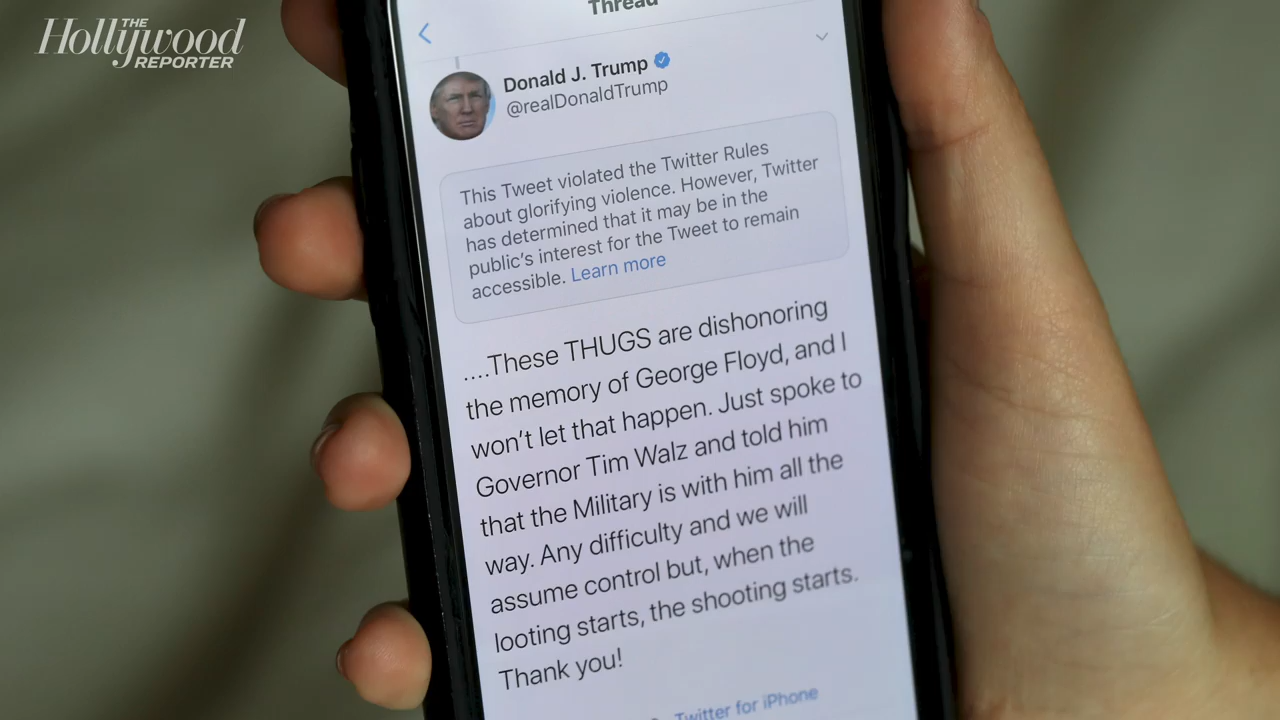 THE
Hollywood
REPORTER
Thread
Donald J. Trump
@realDonaldTrump
This Tweet violated the Twitter Rules
about glorifying violence. However, Twitter
has determined that it may be in the
public's interest for the Tweet to remain
accessible. Learn more
....These THUGS are dishonoring
the memory of George Floyd, and I
won't let that happen. Just spoke to
Governor Tim Walz and told him
that the Military is with him all the
way. Any difficulty and we will
assume control but, when the
looting starts, the shooting starts.
Thank you!
Twitter for iPhone